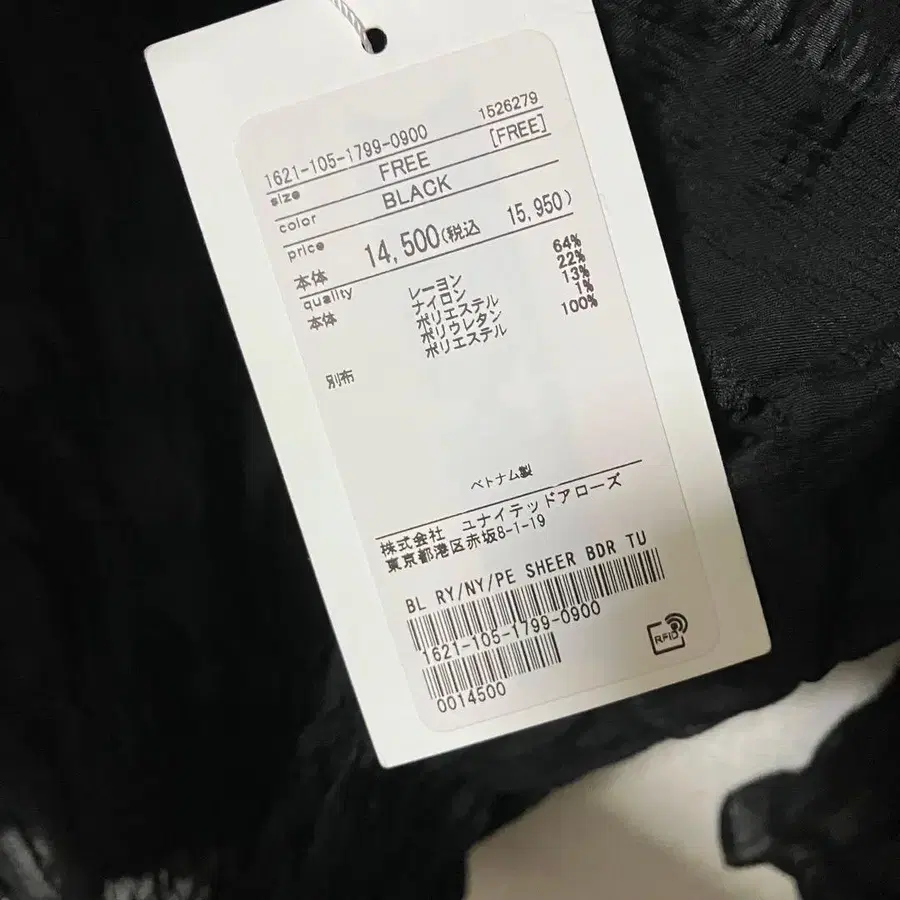 1526279
1621-105-1799-0900
size FREE [FREE]
color BLACK
price
本体 14,500(税込 15,950)
quality
本体 レーヨン 64%
ナイロン 22%
ポリエステル 13%
ポリウレタン 1%
別布 ポリエステル 100%
ベトナム製
株式会社 ユナイテッドアローズ
東京都港区赤坂8-1-19
BL RY/NY/PE SHEER BDR TU
1621-105-1799-0900
RFID
0014500